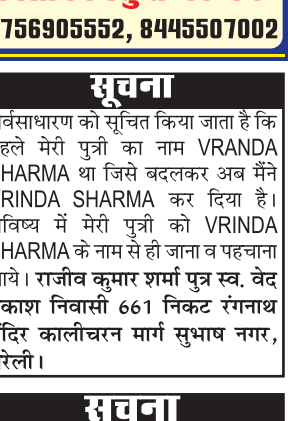 756905552, 8445507002
सूचना
र्वसाधारण को सूचित किया जाता है कि
हले मेरी पुत्री का नाम VRANDA
HARMA था जिसे बदलकर अब मैंने
RINDA SHARMA कर दिया है।
विष्य में मेरी पुत्री को VRINDA
HARMA के नाम से ही जाना व पहचाना
ाये। राजीव कुमार शर्मा पुत्र स्व. वेद
काश निवासी 661 निकट रंगनाथ
ंदिर कालीचरन मार्ग सुभाष नगर,
रेली।
सूचना